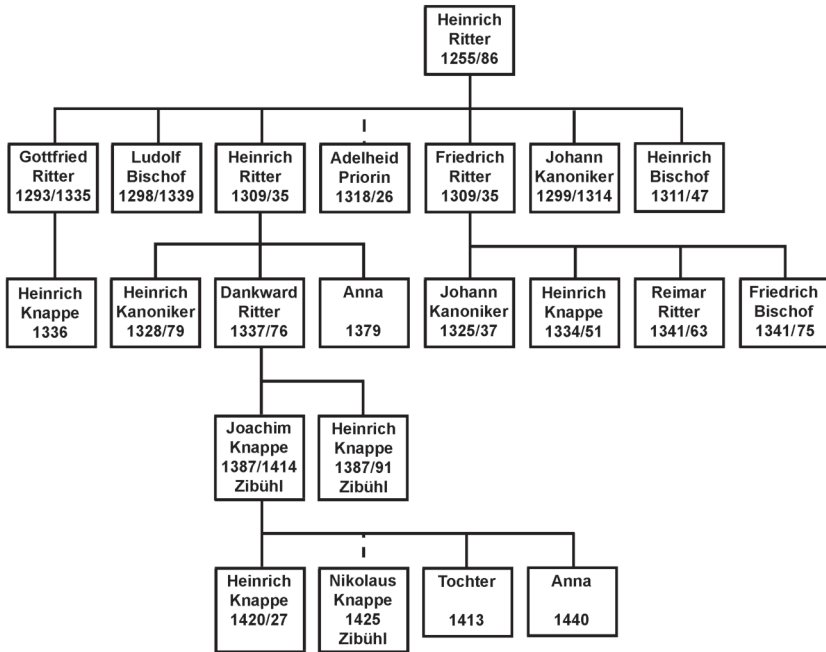 Heinrich
Ritter
1255/86
Gottfried
Ritter
1293/1335
Ludolf
Bischof
1298/1339
Heinrich
Ritter
1309/35
Adelheid
Priorin
1318/26
Friedrich
Ritter
1309/35
Johann
Kanoniker
1299/1314
Heinrich
Bischof
1311/47
Heinrich
Knappe
1336
Heinrich
Kanoniker
1328/79
Dankward
Ritter
1337/76
Anna
1379
Johann
Kanoniker
1325/37
Heinrich
Knappe
1334/51
Reimar
Ritter
1341/63
Friedrich
Bischof
1341/75
Joachim
Knappe
1387/1414
Zibühl
Heinrich
Knappe
1387/91
Zibühl
Heinrich
Knappe
1420/27
Nikolaus
Knappe
1425
Zibühl
Tochter
1413
Anna
1440